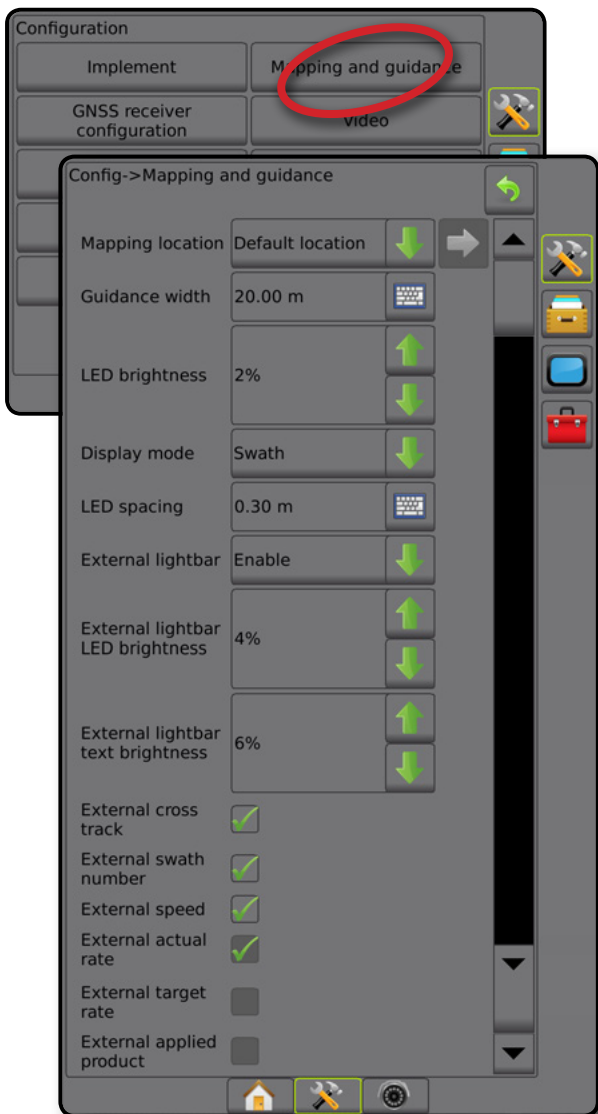 Configuration
Implement
Mapping and guidance
GNSS receiver
configuration
Video
Config->Mapping and guidance
Mapping location
Default location
Guidance width
20.00 m
LED brightness
2%
Display mode
Swath
LED spacing
0.30 m
External lightbar
Enable
External lightbar
LED brightness
4%
External lightbar
text brightness
6%
External cross
track
External swath
number
External speed
External actual
rate
External target
rate
External applied
product